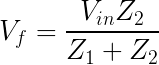 V_f = \frac{V_{in} Z_2}{Z_1 + Z_2}